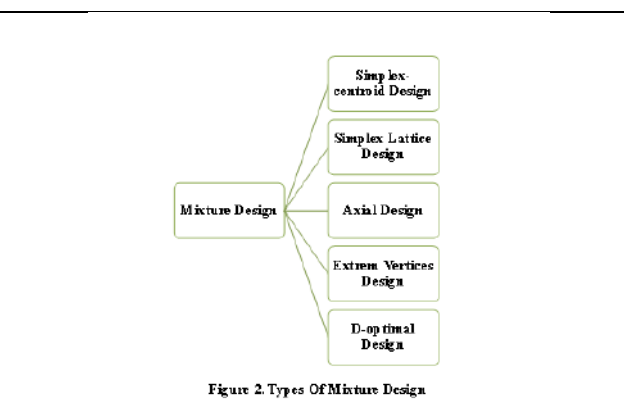 Simplex-
centroid Design
Simplex Lattice
Design
Mixture Design
Axial Design
Extrem Vertices
Design
D-optimal
Design
Figure 2. Types Of Mixture Design